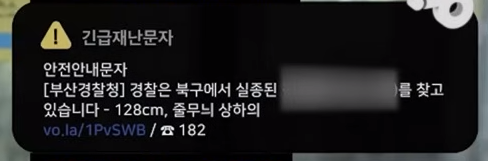 긴급재난문자
안전안내문자
[부산경찰청] 경찰은 북구에서 실종된 를 찾고
있습니다 - 128cm, 줄무늬 상하의
vo.la/1PvSWB / ☎ 182